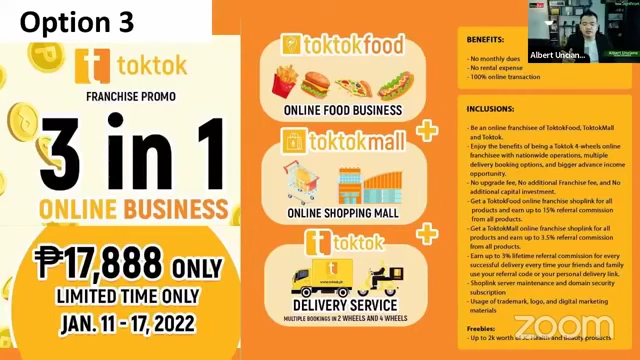 Option 3
toktok
FRANCHISE PROMO
3 in 1
ONLINE BUSINESS
₱17,888 ONLY
LIMITED TIME ONLY
JAN. 11 - 17, 2022
toktokfood
ONLINE FOOD BUSINESS
toktokmall
ONLINE SHOPPING MALL
toktok
DELIVERY SERVICE
MULTIPLE BOOKINGS IN 2 WHEELS AND 4 WHEELS
BENEFITS:
- No monthly dues
- No rental expense
- 100% online transaction
INCLUSIONS:
- Be an online franchisee of ToktokFood, ToktokMall
and Toktok.
- Enjoy the benefits of being a Toktok 4-wheels online
franchisee with nationwide operations, multiple
delivery booking options, and bigger advance income
opportunity.
- No upgrade fee, No additional Franchise fee, and No
additional capital investment.
- Get a ToktokFood online franchise shoplink for all
products and earn up to 15% referral commission
from all products.
- Get a ToktokMall online franchise shoplink for all
products and earn up to 3.5% referral commission
from all products.
- Earn up to 3% lifetime referral commission for every
successful delivery every time your friends and family
use your referral code or your personal delivery link.
- Shoplink server maintenance and domain security
subscription
- Usage of trademark, logo, and digital marketing
materials
Freebies:
- Up to 2k worth of Health and Beauty products
Albert Uncian...
zoom